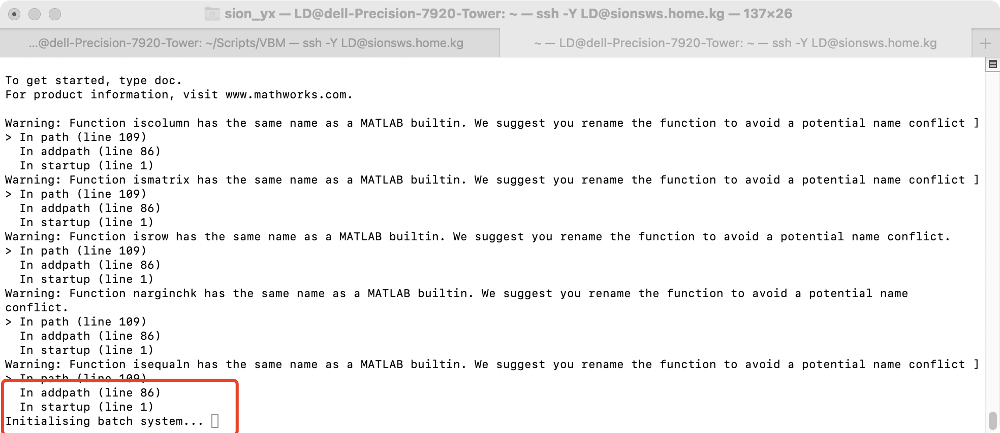 sion_yx — LD@dell-Precision-7920-Tower: ~ — ssh -Y LD@sionsws.home.kg — 137×26
...@dell-Precision-7920-Tower: ~/Scripts/VBM — ssh -Y LD@sionsws.home.kg
~ — LD@dell-Precision-7920-Tower: ~ — ssh -Y LD@sionsws.home.kg
To get started, type doc.
For product information, visit www.mathworks.com.
Warning: Function iscolumn has the same name as a MATLAB builtin. We suggest you rename the function to avoid a potential name conflict ]
> In path (line 109)
  In addpath (line 86)
  In startup (line 1)
Warning: Function ismatrix has the same name as a MATLAB builtin. We suggest you rename the function to avoid a potential name conflict ]
> In path (line 109)
  In addpath (line 86)
  In startup (line 1)
Warning: Function isrow has the same name as a MATLAB builtin. We suggest you rename the function to avoid a potential name conflict.
> In path (line 109)
  In addpath (line 86)
  In startup (line 1)
Warning: Function narginchk has the same name as a MATLAB builtin. We suggest you rename the function to avoid a potential name
conflict.
> In path (line 109)
  In addpath (line 86)
  In startup (line 1)
Warning: Function isequaln has the same name as a MATLAB builtin. We suggest you rename the function to avoid a potential name conflict ]
> In path (line 109)
  In addpath (line 86)
  In startup (line 1)
Initialising batch system...